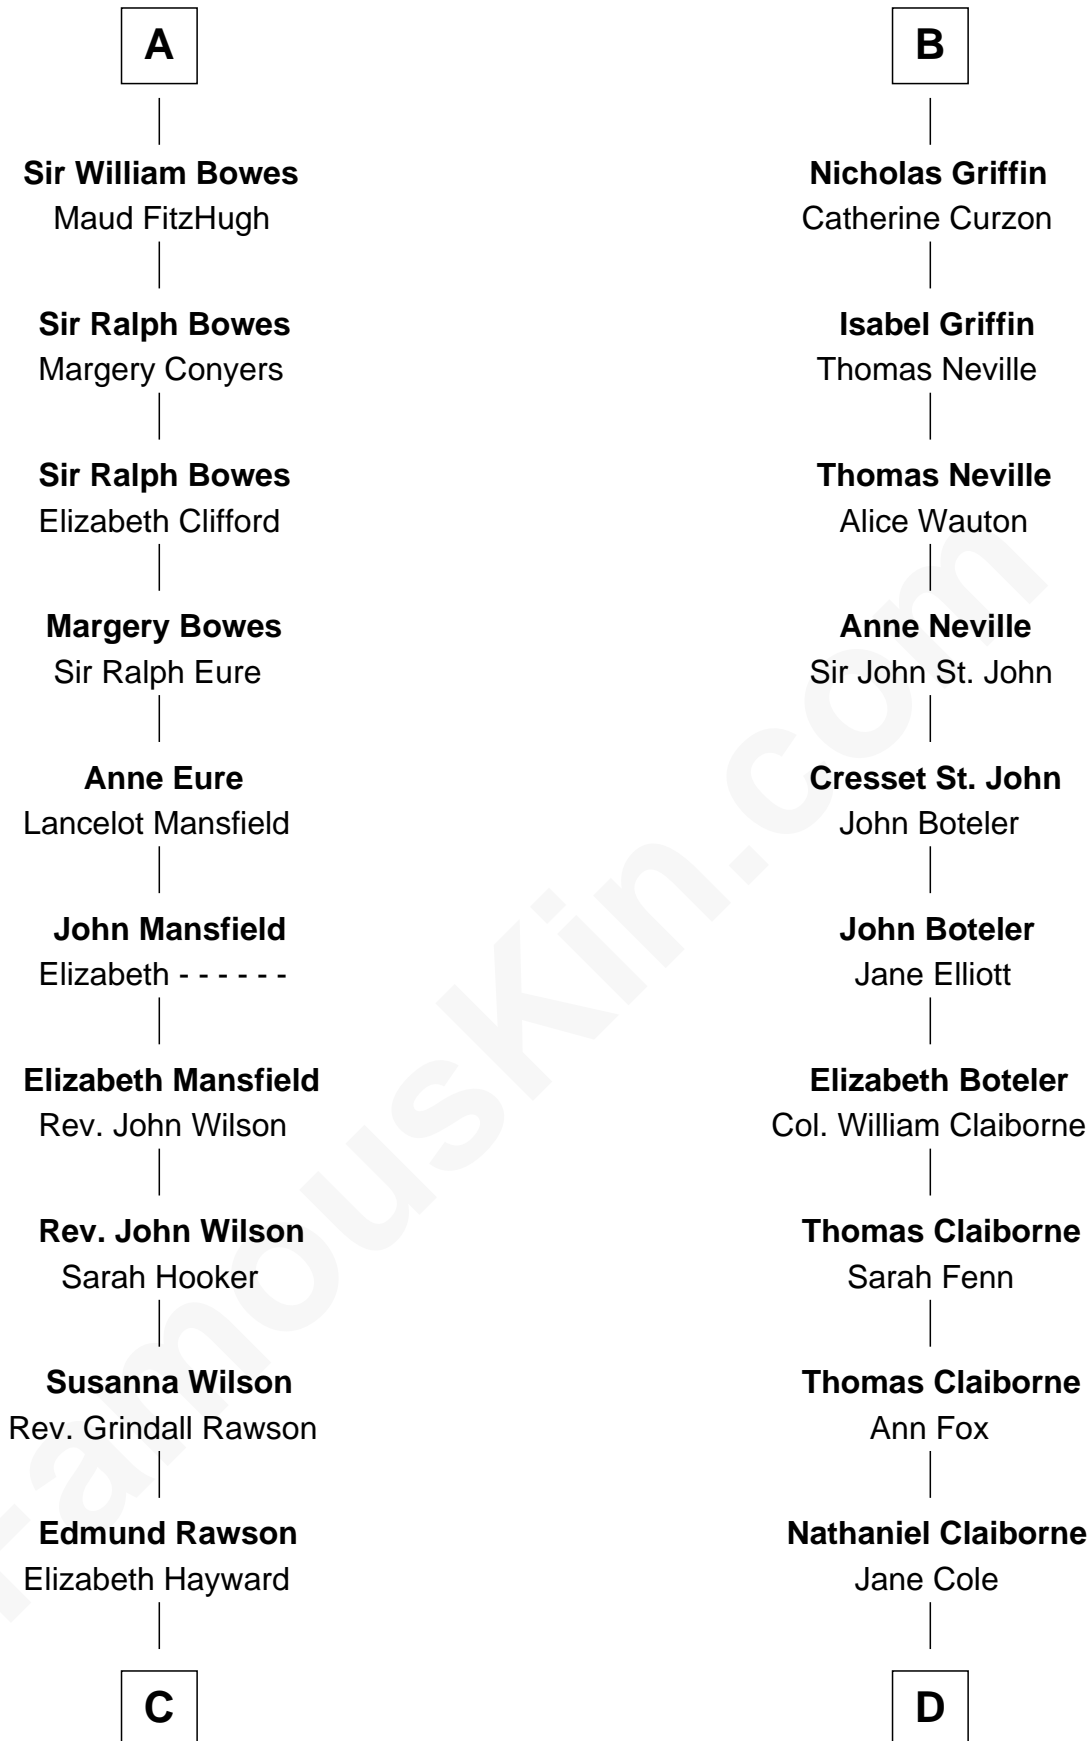 A
Sir William Bowes
Maud FitzHugh
Sir Ralph Bowes
Margery Conyers
Sir Ralph Bowes
Elizabeth Clifford
Margery Bowes
Sir Ralph Eure
Anne Eure
Lancelot Mansfield
John Mansfield
Elizabeth - - - - - -
Elizabeth Mansfield
Rev. John Wilson
Rev. John Wilson
Sarah Hooker
Susanna Wilson
Rev. Grindall Rawson
Edmund Rawson
Elizabeth Hayward
C
B
Nicholas Griffin
Catherine Curzon
Isabel Griffin
Thomas Neville
Thomas Neville
Alice Wauton
Anne Neville
Sir John St. John
Cresset St. John
John Boteler
John Boteler
Jane Elliott
Elizabeth Boteler
Col. William Claiborne
Thomas Claiborne
Sarah Fenn
Thomas Claiborne
Ann Fox
Nathaniel Claiborne
Jane Cole
D
FamousKin.com